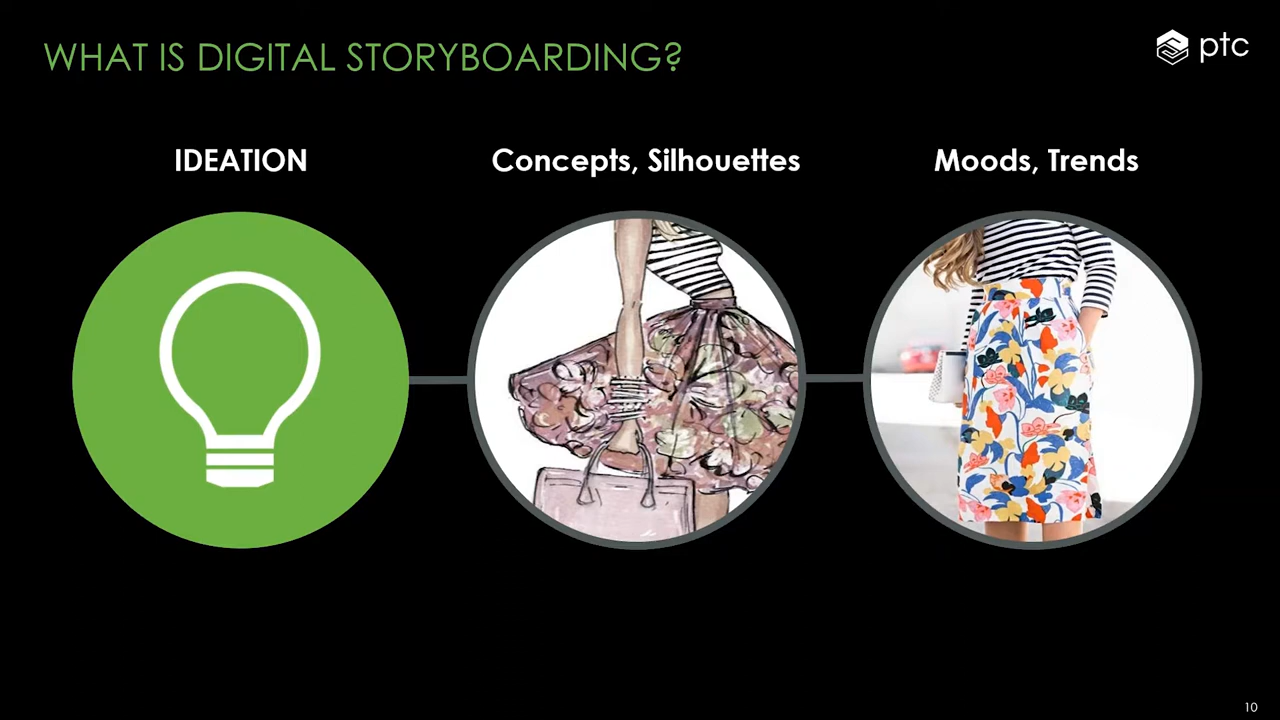 WHAT IS DIGITAL STORYBOARDING?
ptc
IDEATION
Concepts, Silhouettes
Moods, Trends
10